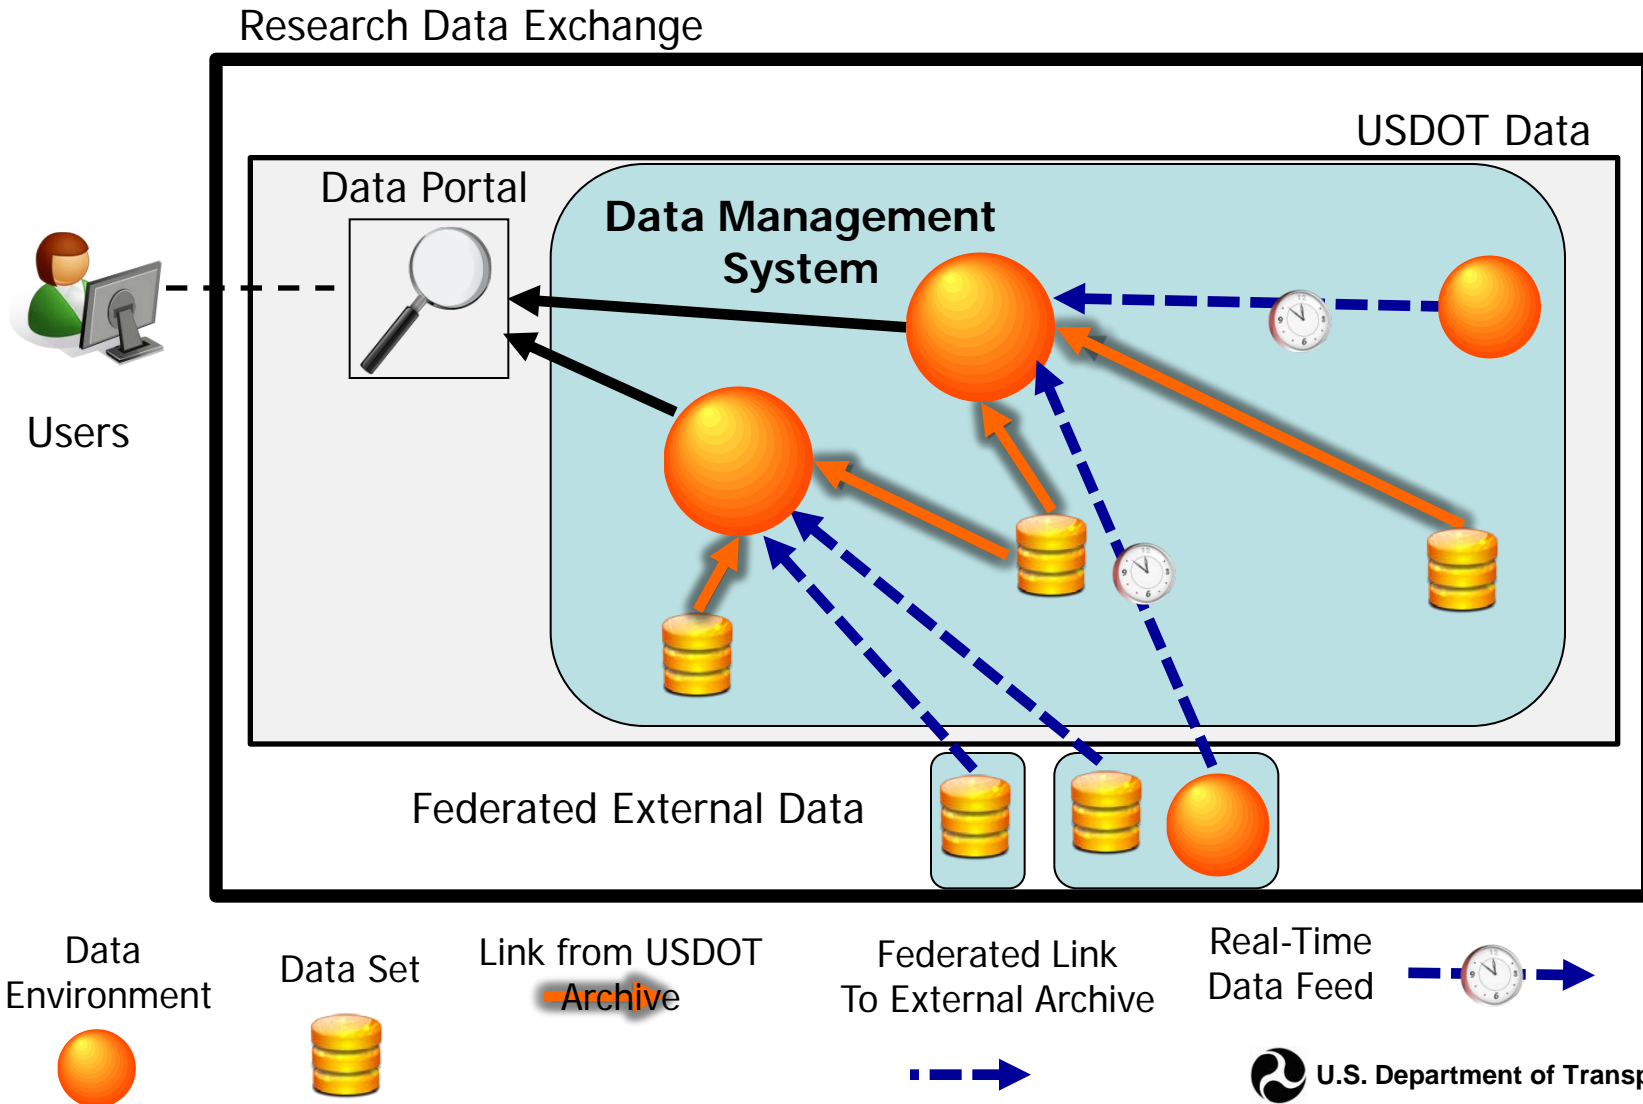 Research Data Exchange
USDOT Data
Data Portal
Data Management
System
Users
Federated External Data
Data
Environment
Data Set
Link from USDOT
Archive
Federated Link
To External Archive
Real-Time
Data Feed
U.S. Department of Transp